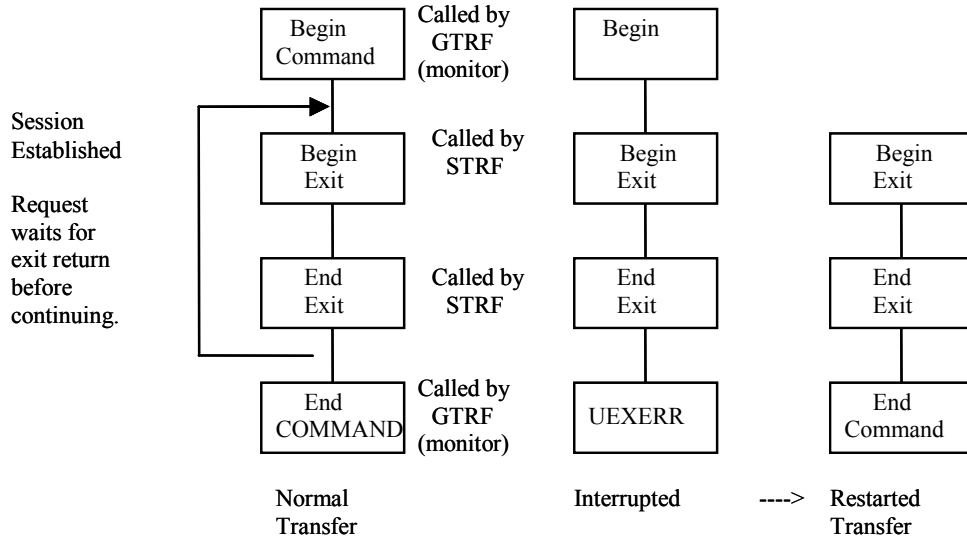 Begin
Command
Called by
GTRF
(monitor)
Begin
Session
Established
Request
waits for
exit return
before
continuing.
Begin
Exit
Called by
STRF
Begin
Exit
Begin
Exit
End
Exit
Called by
STRF
End
Exit
End
Exit
End
COMMAND
Called by
GTRF
(monitor)
UEXERR
End
Command
Normal
Transfer
Interrupted
---->
Restarted
Transfer